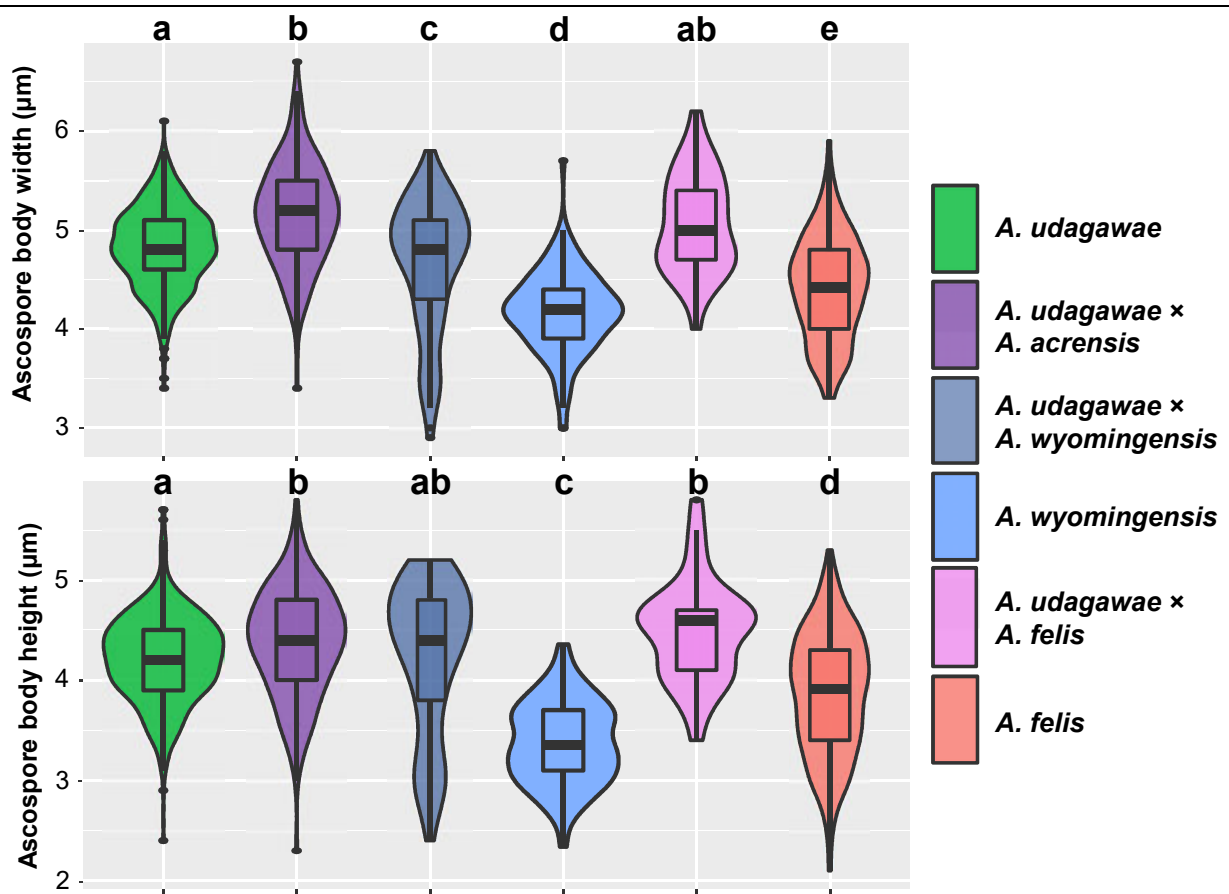 a b c d ab e
Ascospore body width (µm)
6
5
4
3
a b ab c b d
Ascospore body height (µm)
5
4
3
2
A. udagawae
A. udagawae ×
A. acrensis
A. udagawae ×
A. wyomingensis
A. wyomingensis
A. udagawae ×
A. felis
A. felis